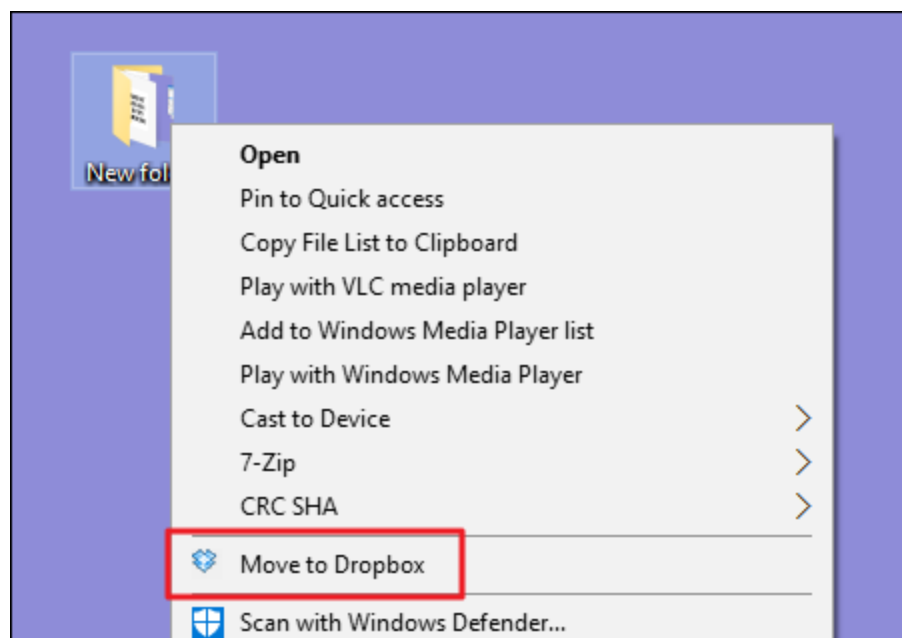 New fol
Open
Pin to Quick access
Copy File List to Clipboard
Play with VLC media player
Add to Windows Media Player list
Play with Windows Media Player
Cast to Device
7-Zip
CRC SHA
Move to Dropbox
Scan with Windows Defender...